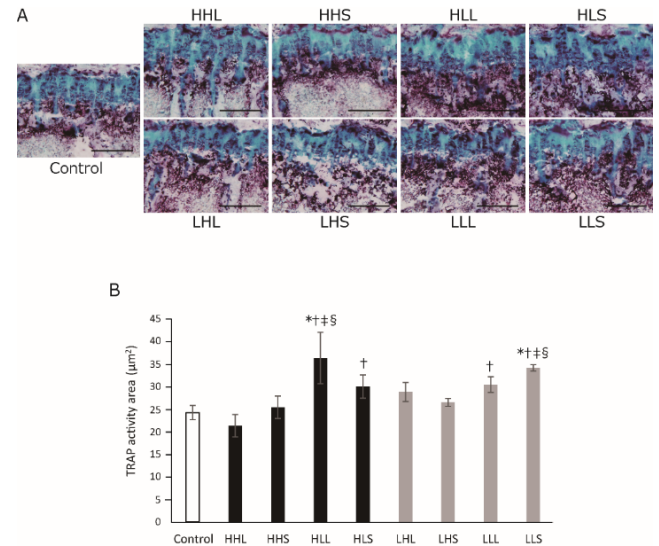 A
HHL HHS HLL HLS
Control
LHL LHS LLL LLS
B
TRAP activity area (µm²)
45
40
35
30
25
20
15
10
5
0
*†‡§
†
†
*†‡§
Control HHL HHS HLL HLS LHL LHS LLL LLS